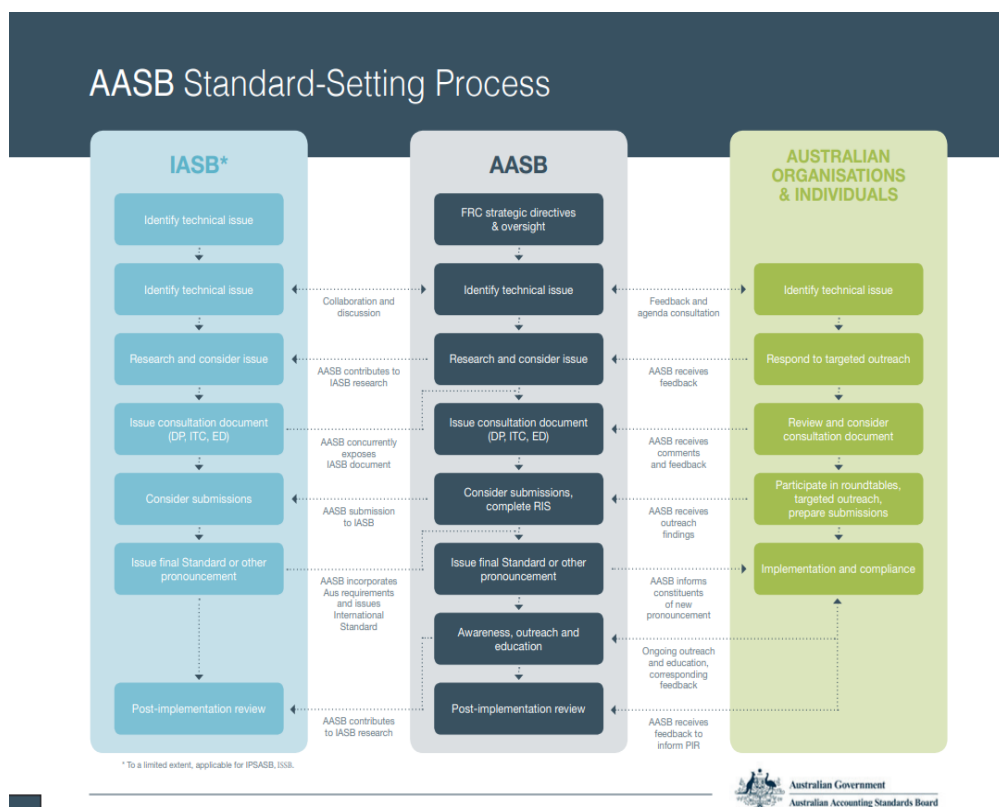 AASB Standard-Setting Process
IASB*
Identify technical issue
Identify technical issue
Research and consider issue
Issue consultation document
(DP, ITC, ED)
Consider submissions
Issue final Standard or other
pronouncement
Post-implementation review
Collaboration and
discussion
AASB contributes to
IASB research
AASB concurrently
exposes
IASB document
AASB submission
to IASB
AASB incorporates
Aus requirements
and issues
International
Standard
AASB contributes
to IASB research
AASB
FRC strategic directives
& oversight
Identify technical issue
Research and consider issue
Issue consultation document
(DP, ITC, ED)
Consider submissions,
complete RIS
Issue final Standard or other
pronouncement
Awareness, outreach and
education
Post-implementation review
Feedback and
agenda consultation
AASB receives
feedback
AASB receives
comments
and feedback
AASB receives
outreach
findings
AASB informs
constituents
of new
pronouncement
Ongoing outreach
and education,
corresponding
feedback
AASB receives
feedback to
inform PIR
AUSTRALIAN
ORGANISATIONS
& INDIVIDUALS
Identify technical issue
Respond to targeted outreach
Review and consider
consultation document
Participate in roundtables,
targeted outreach,
prepare submissions
Implementation and compliance
* To a limited extent, applicable for IPSASB, ISSB.
Australian Government
Australian Accounting Standards Board